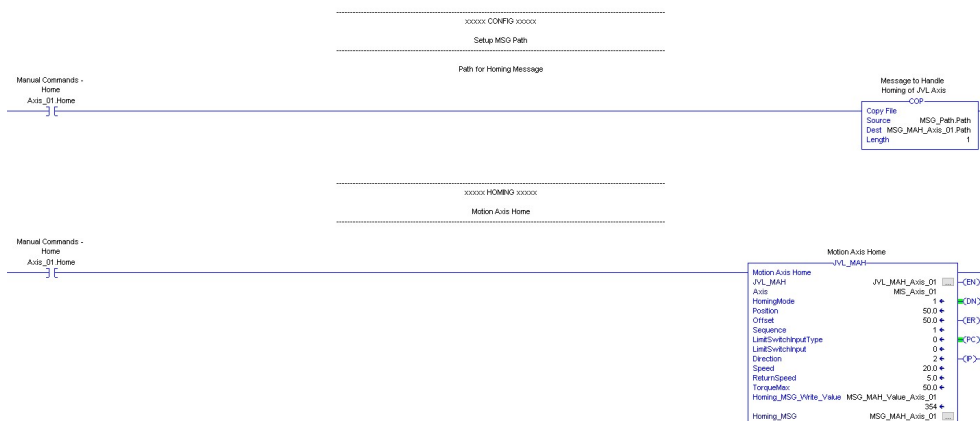 xxxxx CONFIG xxxxx
Setup MSG Path
Path for Homing Message
Manual Commands -
Home
Axis_01.Home
Message to Handle
Homing of JVL Axis
COP
Copy File
Source MSG_Path.Path
Dest MSG_MAH_Axis_01.Path
Length 1
xxxxx HOMING xxxxx
Motion Axis Home
Manual Commands -
Home
Axis_01.Home
Motion Axis Home
JVL_MAH
Motion Axis Home
JVL_MAH JVL_MAH_Axis_01 ... (EN)
Axis MIS_Axis_01
HomingMode 1 (DN)
Position 50.0
Offset 50.0 (ER)
Sequence 1
LimitSwitchInputType 0 (PC)
LimitSwitchInput 0
Direction 2 (IP)
Speed 20.0
ReturnSpeed 5.0
TorqueMax 50.0
Homing_MSG_Write_Value MSG_MAH_Value_Axis_01
354
Homing_MSG MSG_MAH_Axis_01 ...